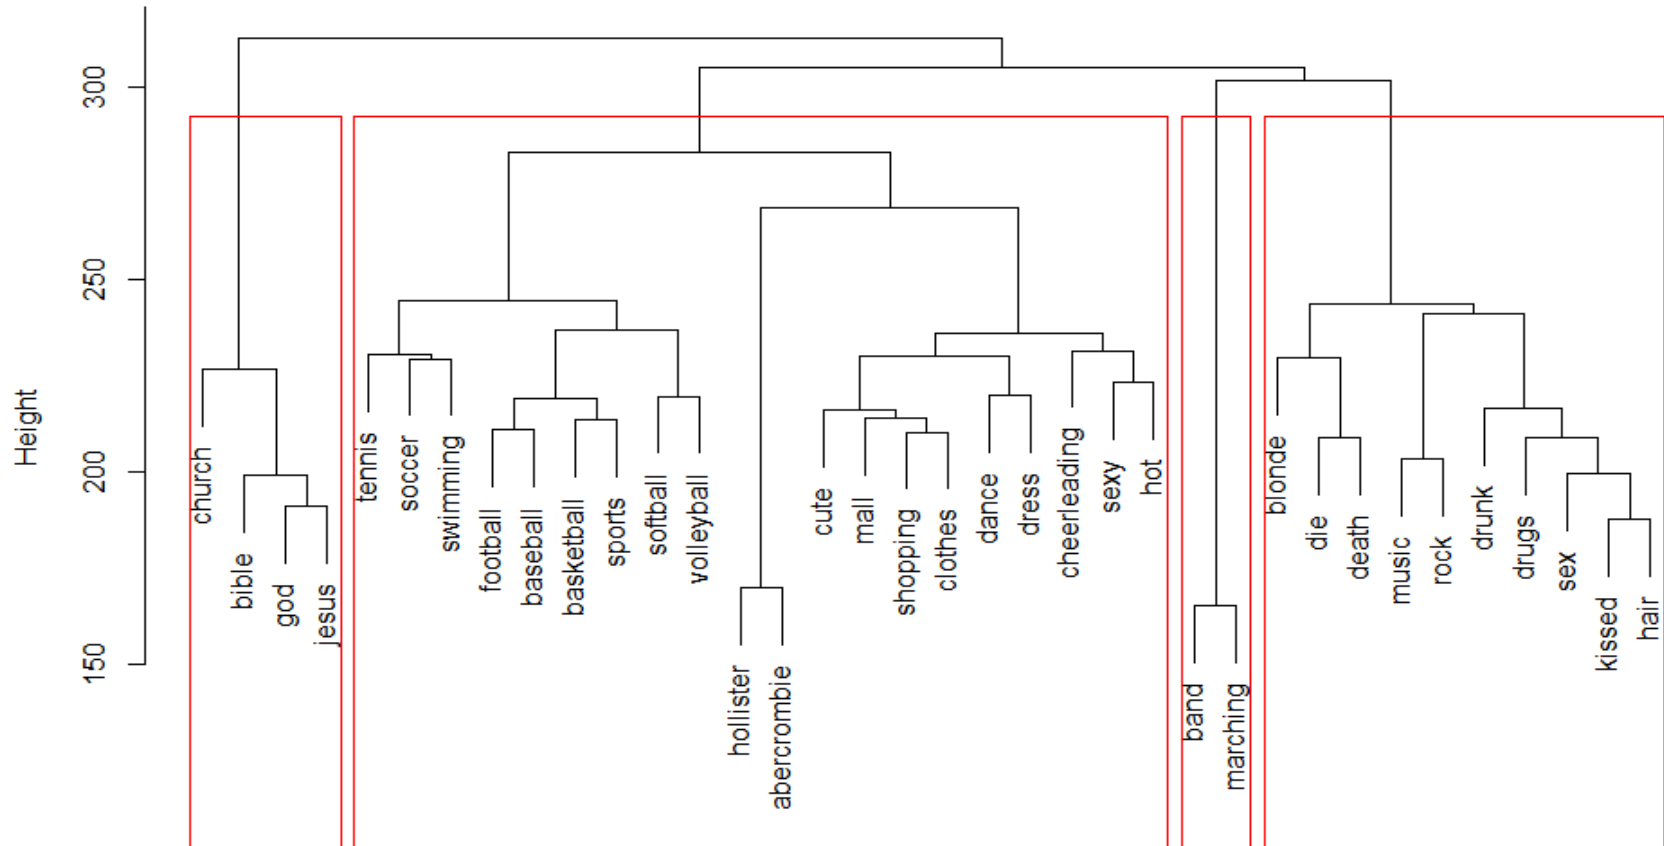 Height
300
250
200
150
church
bible
god
jesus
tennis
soccer
swimming
football
baseball
basketball
sports
softball
volleyball
hollister
abercrombie
cute
mall
shopping
clothes
dance
dress
cheerleading
sexy
hot
band
marching
blonde
die
death
music
rock
drunk
drugs
sex
kissed
hair